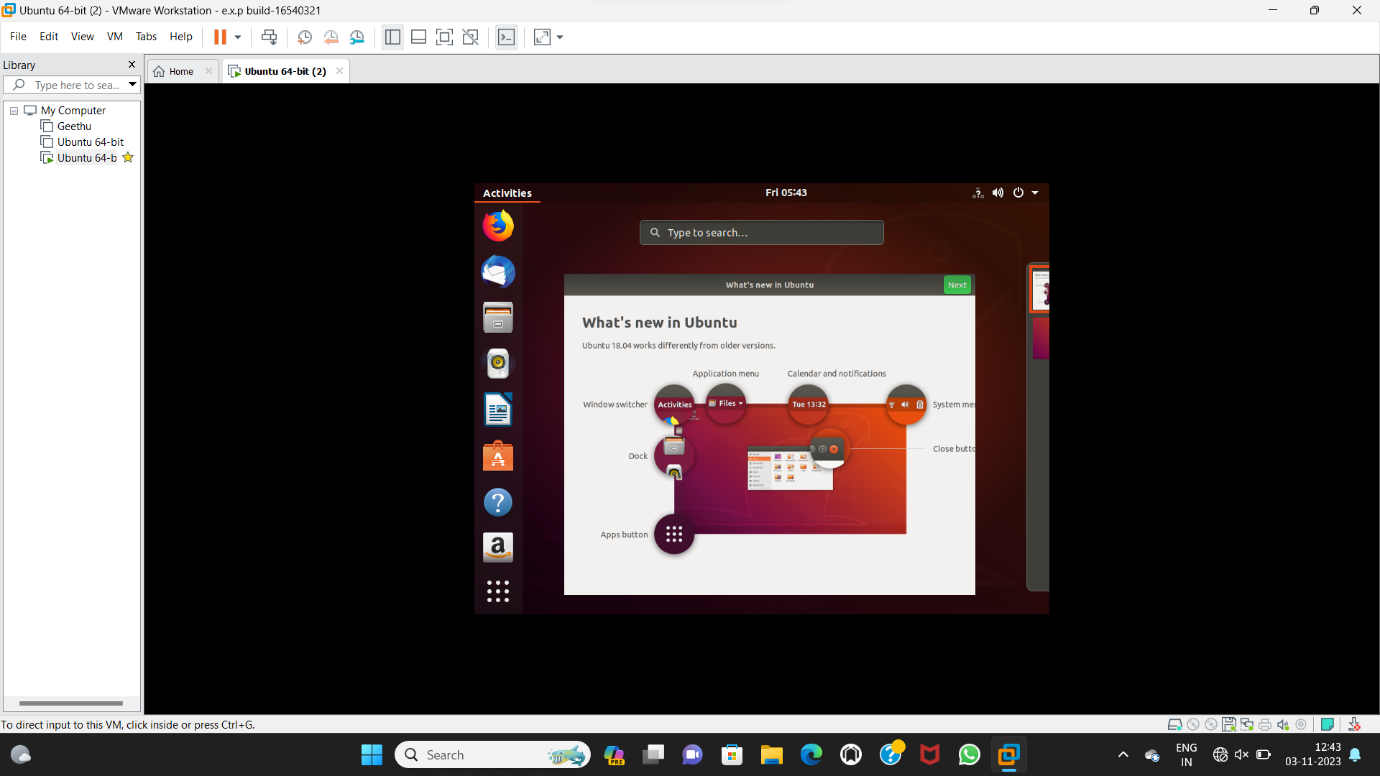 Ubuntu 64-bit (2) - VMware Workstation - e.x.p build-16540321
File Edit View VM Tabs Help
Library
Home
Ubuntu 64-bit (2)
Type here to sea...
My Computer
Geethu
Ubuntu 64-bit
Ubuntu 64-b
Activities
Fri 05:43
Type to search...
What's new in Ubuntu
Next
What's new in Ubuntu
Ubuntu 18.04 works differently from older versions.
Application menu
Calendar and notifications
Window switcher
Activities
Files
Tue 13:32
System me
Dock
Close butto
Apps button
To direct input to this VM, click inside or press Ctrl+G.
Search
PRE
ENG
IN
12:43
03-11-2023